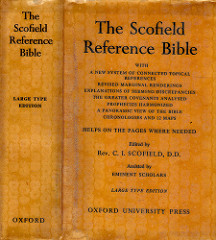 The
Scofield
Reference
Bible
LARGE TYPE
EDITION
OXFORD
The Scofield
Reference Bible
WITH
A NEW SYSTEM OF CONNECTED TOPICAL
REFERENCES
REVISED MARGINAL RENDERINGS
EXPLANATIONS OF SEEMING DISCREPANCIES
THE GREATER COVENANTS ANALYZED
PROPHECIES HARMONIZED
A PANORAMIC VIEW OF THE BIBLE
CHRONOLOGIES AND 12 MAPS
HELPS ON THE PAGES WHERE NEEDED
Edited by
Rev. C. I. SCOFIELD, D.D.
Assisted by
EMINENT SCHOLARS
LARGE TYPE EDITION
OXFORD UNIVERSITY PRESS